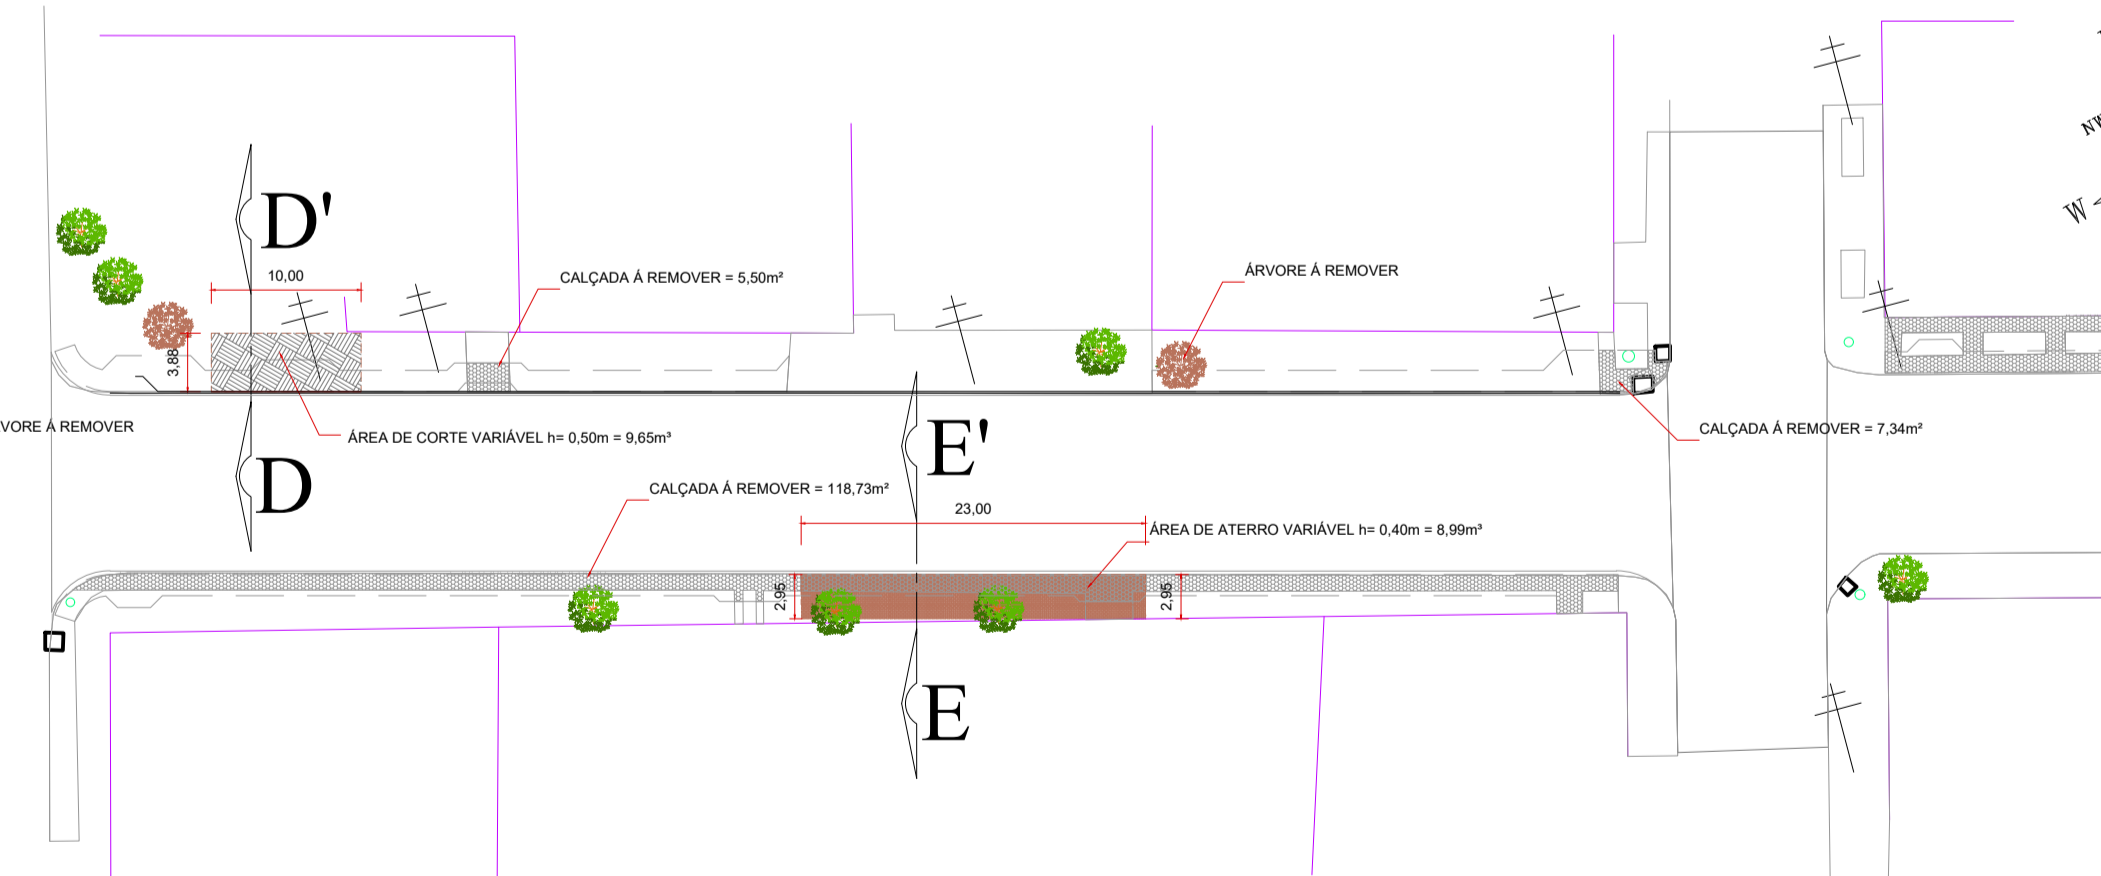 NW
W
D'
10,00
CALÇADA Á REMOVER = 5,50m²
ÁRVORE Á REMOVER
3,88
VORE Á REMOVER
ÁREA DE CORTE VARIÁVEL h= 0,50m = 9,65m³
E'
CALÇADA Á REMOVER = 7,34m²
D
CALÇADA Á REMOVER = 118,73m²
23,00
ÁREA DE ATERRO VARIÁVEL h= 0,40m = 8,99m³
2,95
2,95
E